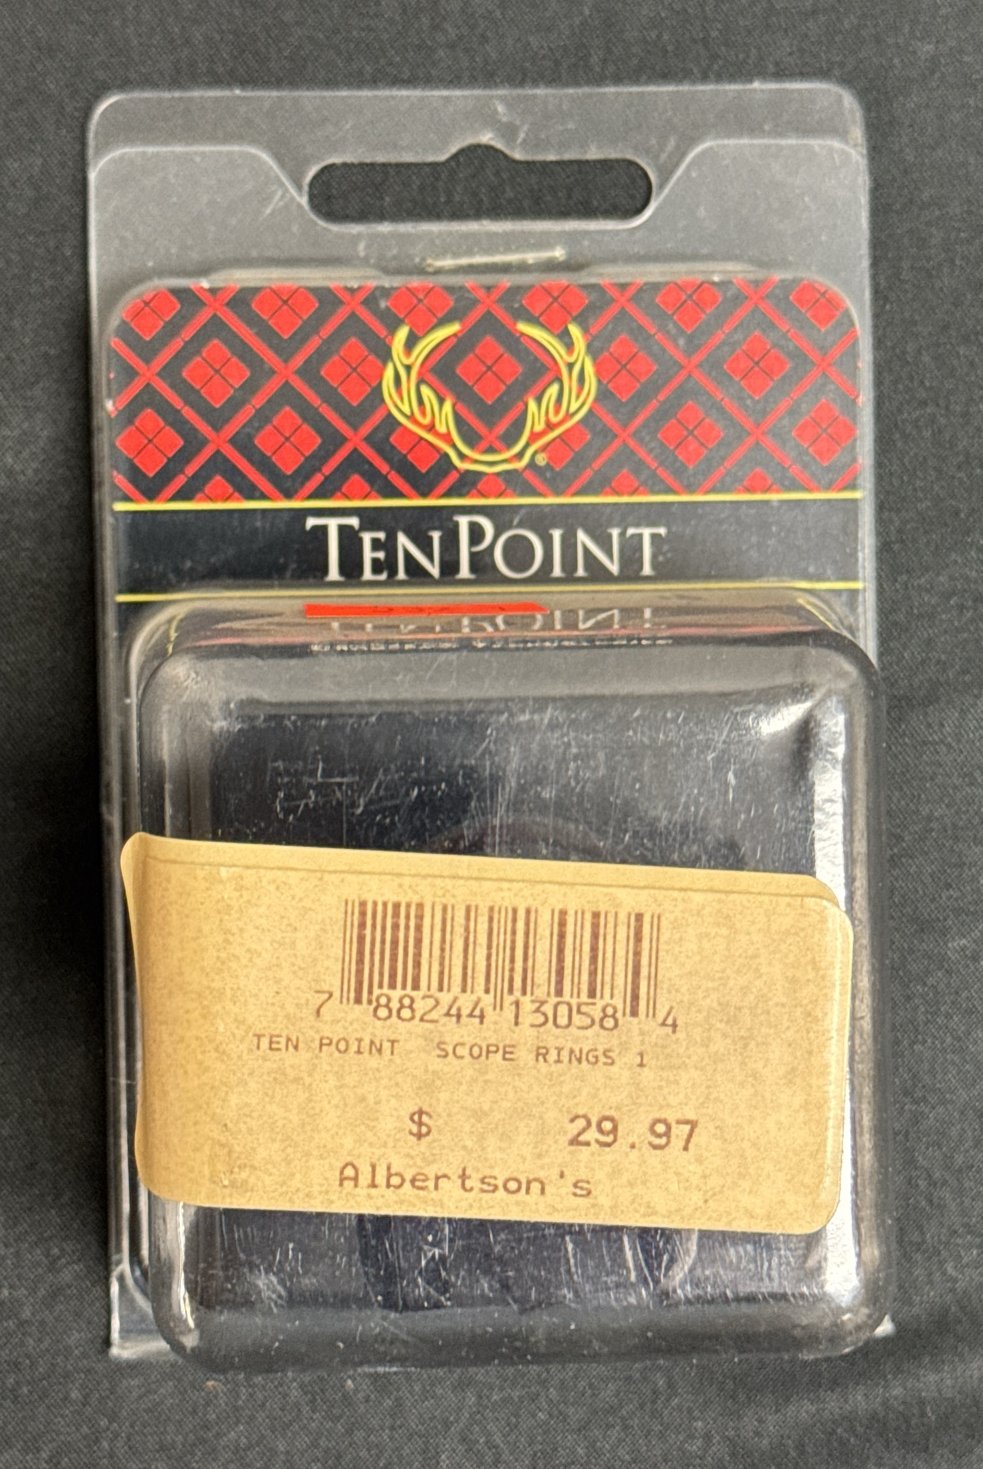 ®
TENPOINT
7 88244 13058 4
TEN POINT SCOPE RINGS 1
$ 29.97
Albertson's